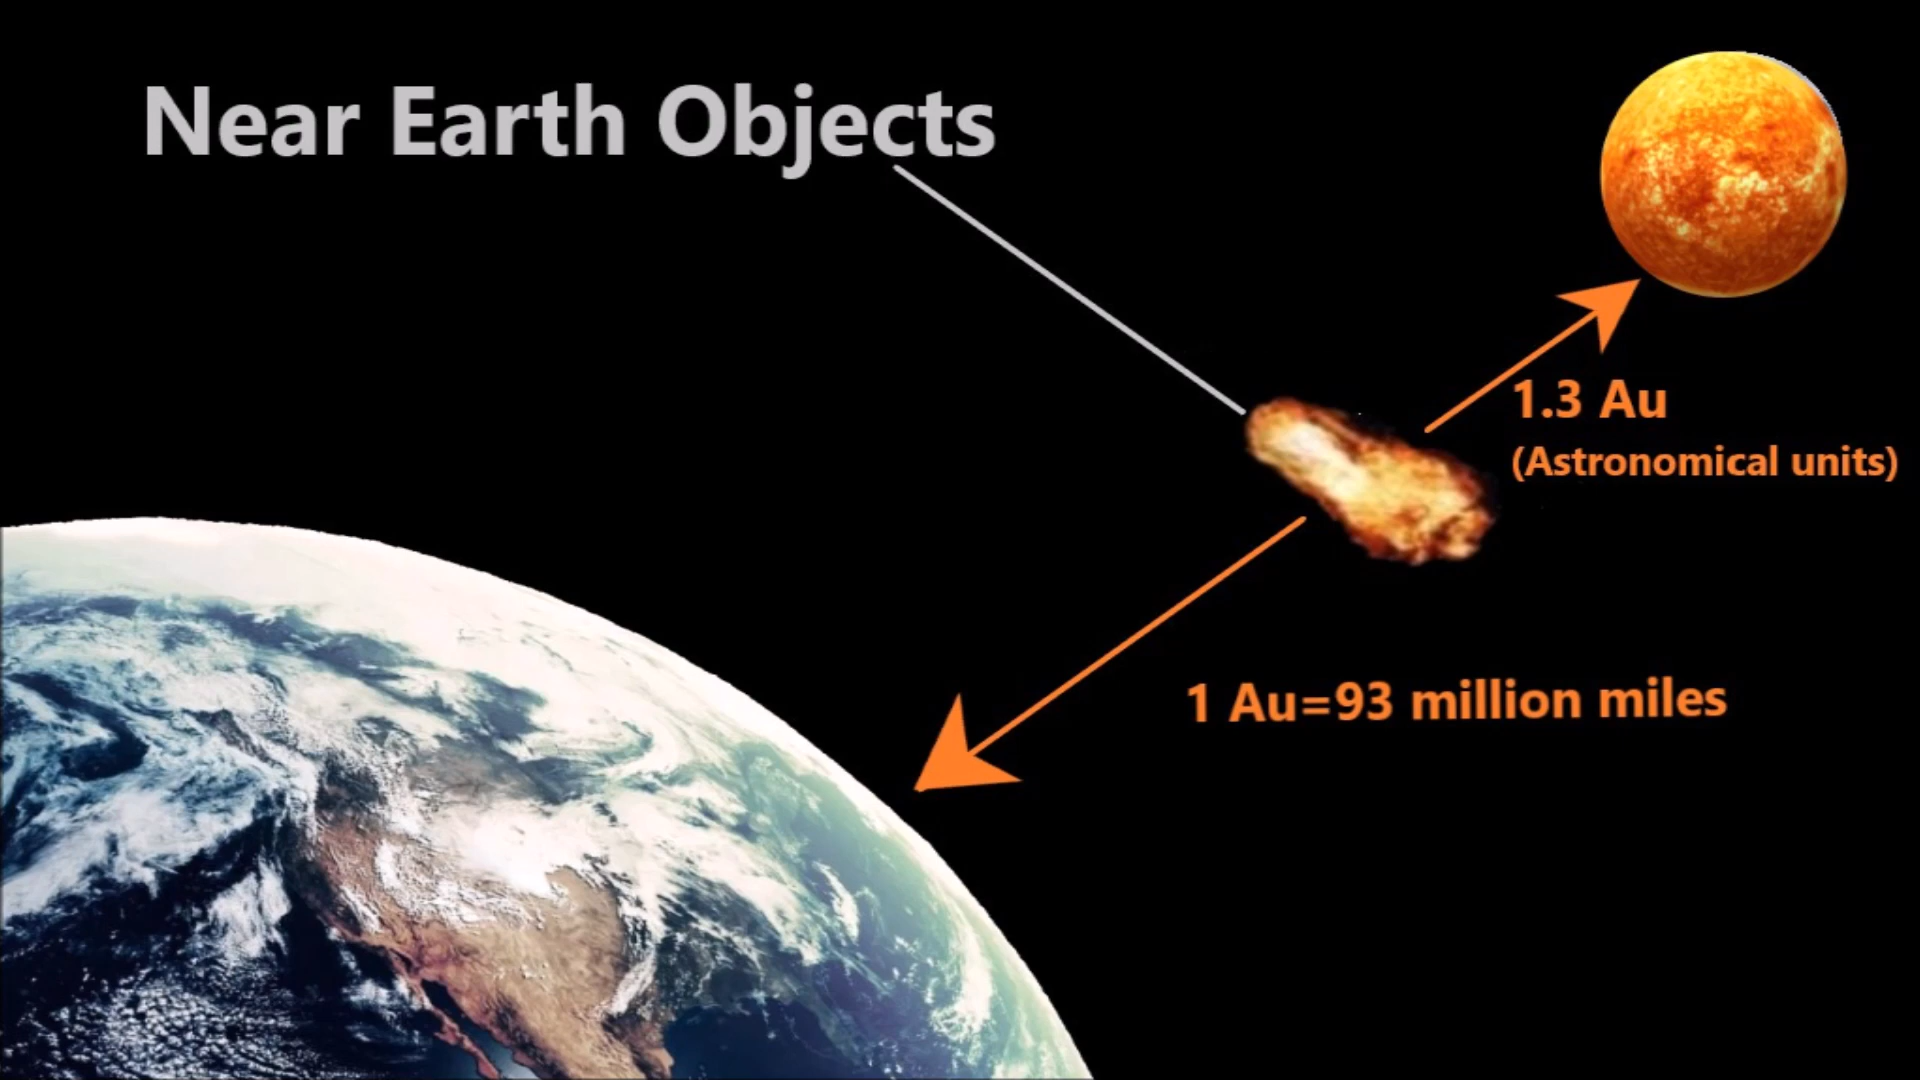 Near Earth Objects
1.3 Au
(Astronomical units)
1 Au=93 million miles